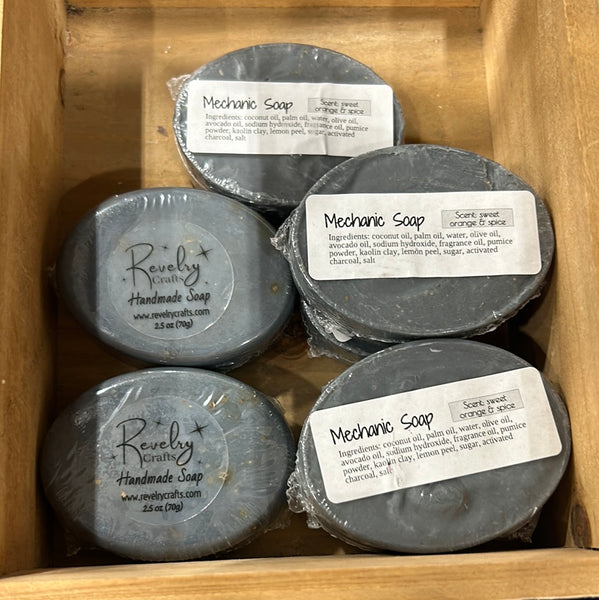 Mechanic Soap
Scent: sweet
orange & spice
Ingredients: coconut oil, palm oil, water, olive oil,
avocado oil, sodium hydroxide, fragrance oil, pumice
powder, kaolin clay, lemon peel, sugar, activated
charcoal, salt
Mechanic Soap
Scent: sweet
orange & spice
Ingredients: coconut oil, palm oil, water, olive oil,
avocado oil, sodium hydroxide, fragrance oil, pumice
powder, kaolin clay, lemon peel, sugar, activated
charcoal, salt
Revelry
Crafts
Handmade Soap
www.revelrycrafts.com
2.5 oz (70g)
Mechanic Soap
Scent: sweet
orange & spice
Ingredients: coconut oil, palm oil, water, olive oil,
avocado oil, sodium hydroxide, fragrance oil, pumice
powder, kaolin clay, lemon peel, sugar, activated
charcoal, salt
Revelry
Crafts
Handmade Soap
www.revelrycrafts.com
2.5 oz (70g)